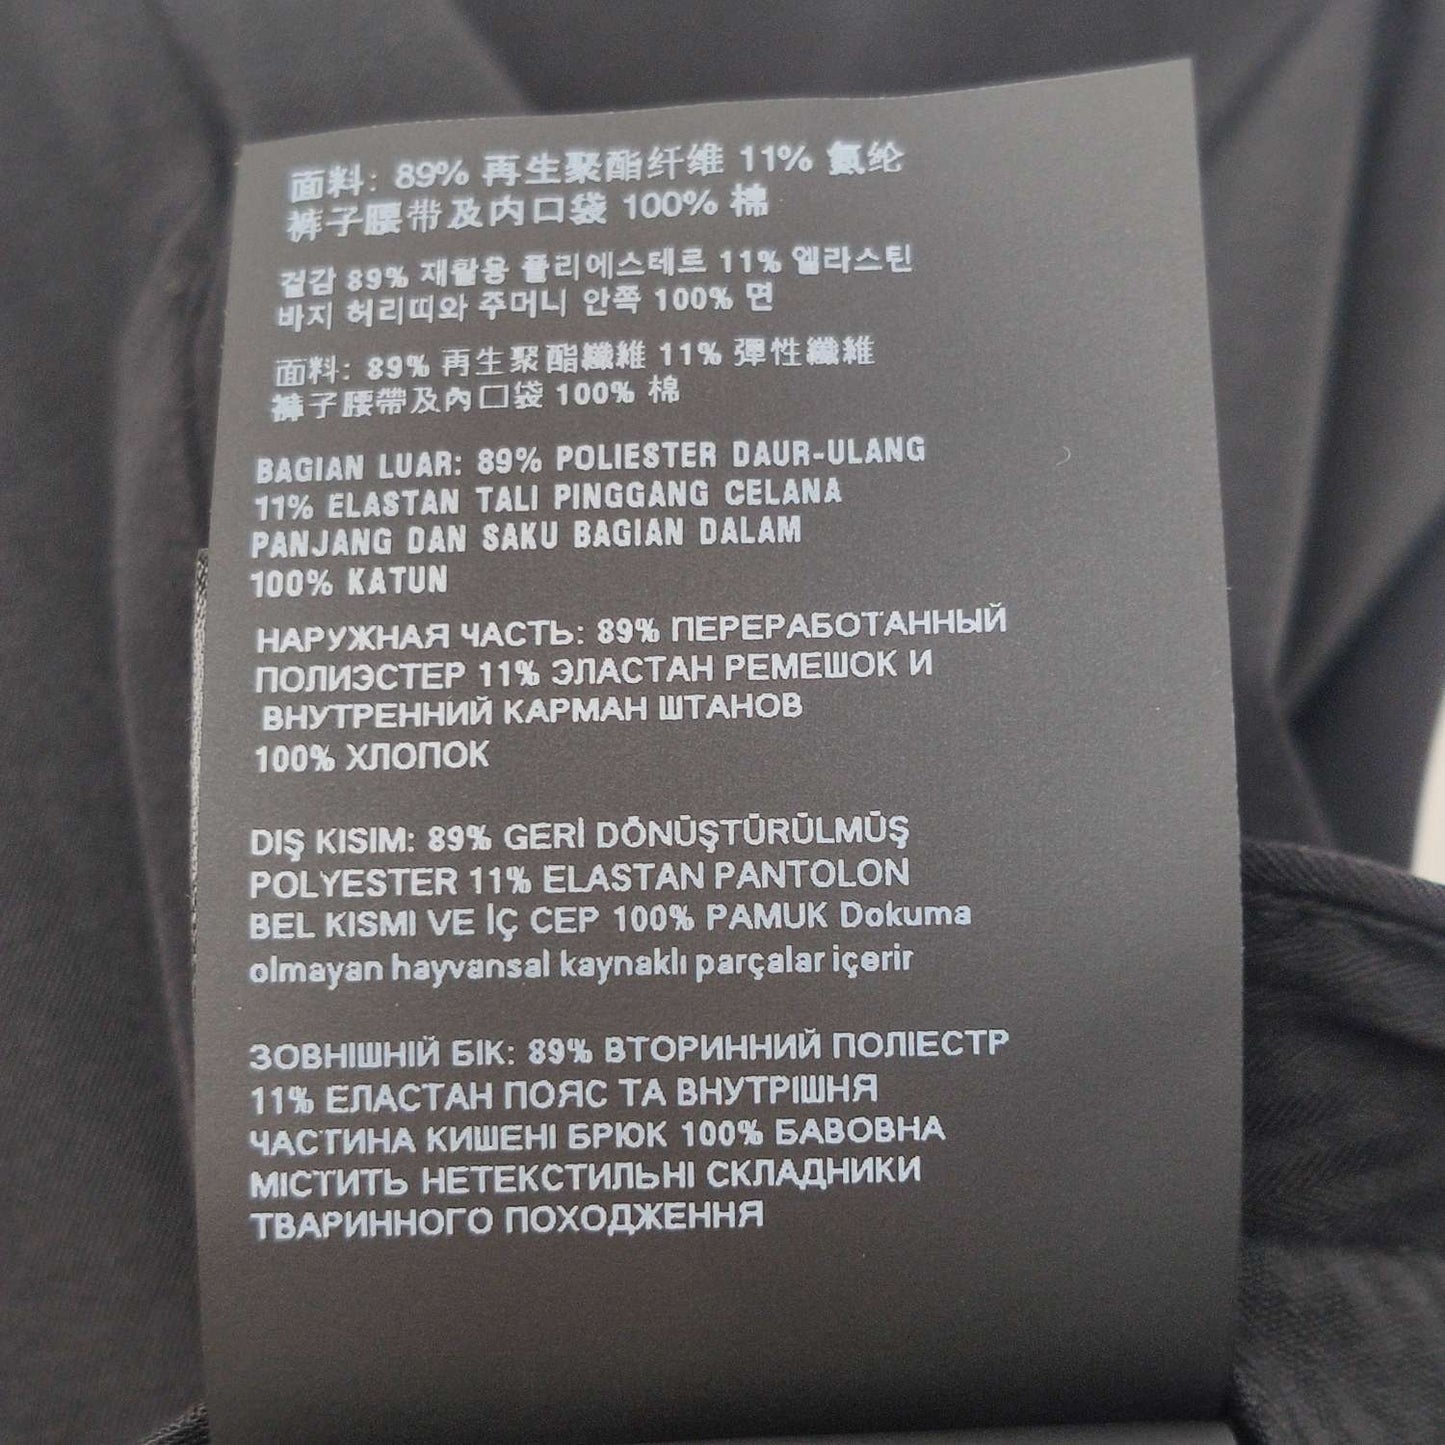 面料: 89% 再生聚酯纤维 11% 氨纶
裤子腰带及内口袋 100% 棉
겉감 89% 재활용 폴리에스테르 11% 엘라스틴
바지 허리띠와 주머니 안쪽 100% 면
面料: 89% 再生聚酯纖維 11% 彈性纖維
褲子腰帶及內口袋 100% 棉
BAGIAN LUAR: 89% POLIESTER DAUR-ULANG
11% ELASTAN TALI PINGGANG CELANA
PANJANG DAN SAKU BAGIAN DALAM
100% KATUN
НАРУЖНАЯ ЧАСТЬ: 89% ПЕРЕРАБОТАННЫЙ
ПОЛИЭСТЕР 11% ЭЛАСТАН РЕМЕШОК И
ВНУТРЕННИЙ КАРМАН ШТАНОВ
100% ХЛОПОК
DIŞ KISIM: 89% GERİ DÖNÜŞTÜRÜLMÜŞ
POLYESTER 11% ELASTAN PANTOLON
BEL KISMI VE İÇ CEP 100% PAMUK Dokuma
olmayan hayvansal kaynaklı parçalar içerir
ЗОВНІШНІЙ БІК: 89% ВТОРИННИЙ ПОЛІЕСТР
11% ЕЛАСТАН ПОЯС ТА ВНУТРІШНЯ
ЧАСТИНА КИШЕНІ БРЮК 100% БАВОВНА
МІСТИТЬ НЕТЕКСТИЛЬНІ СКЛАДНИКИ
ТВАРИННОГО ПОХОДЖЕННЯ